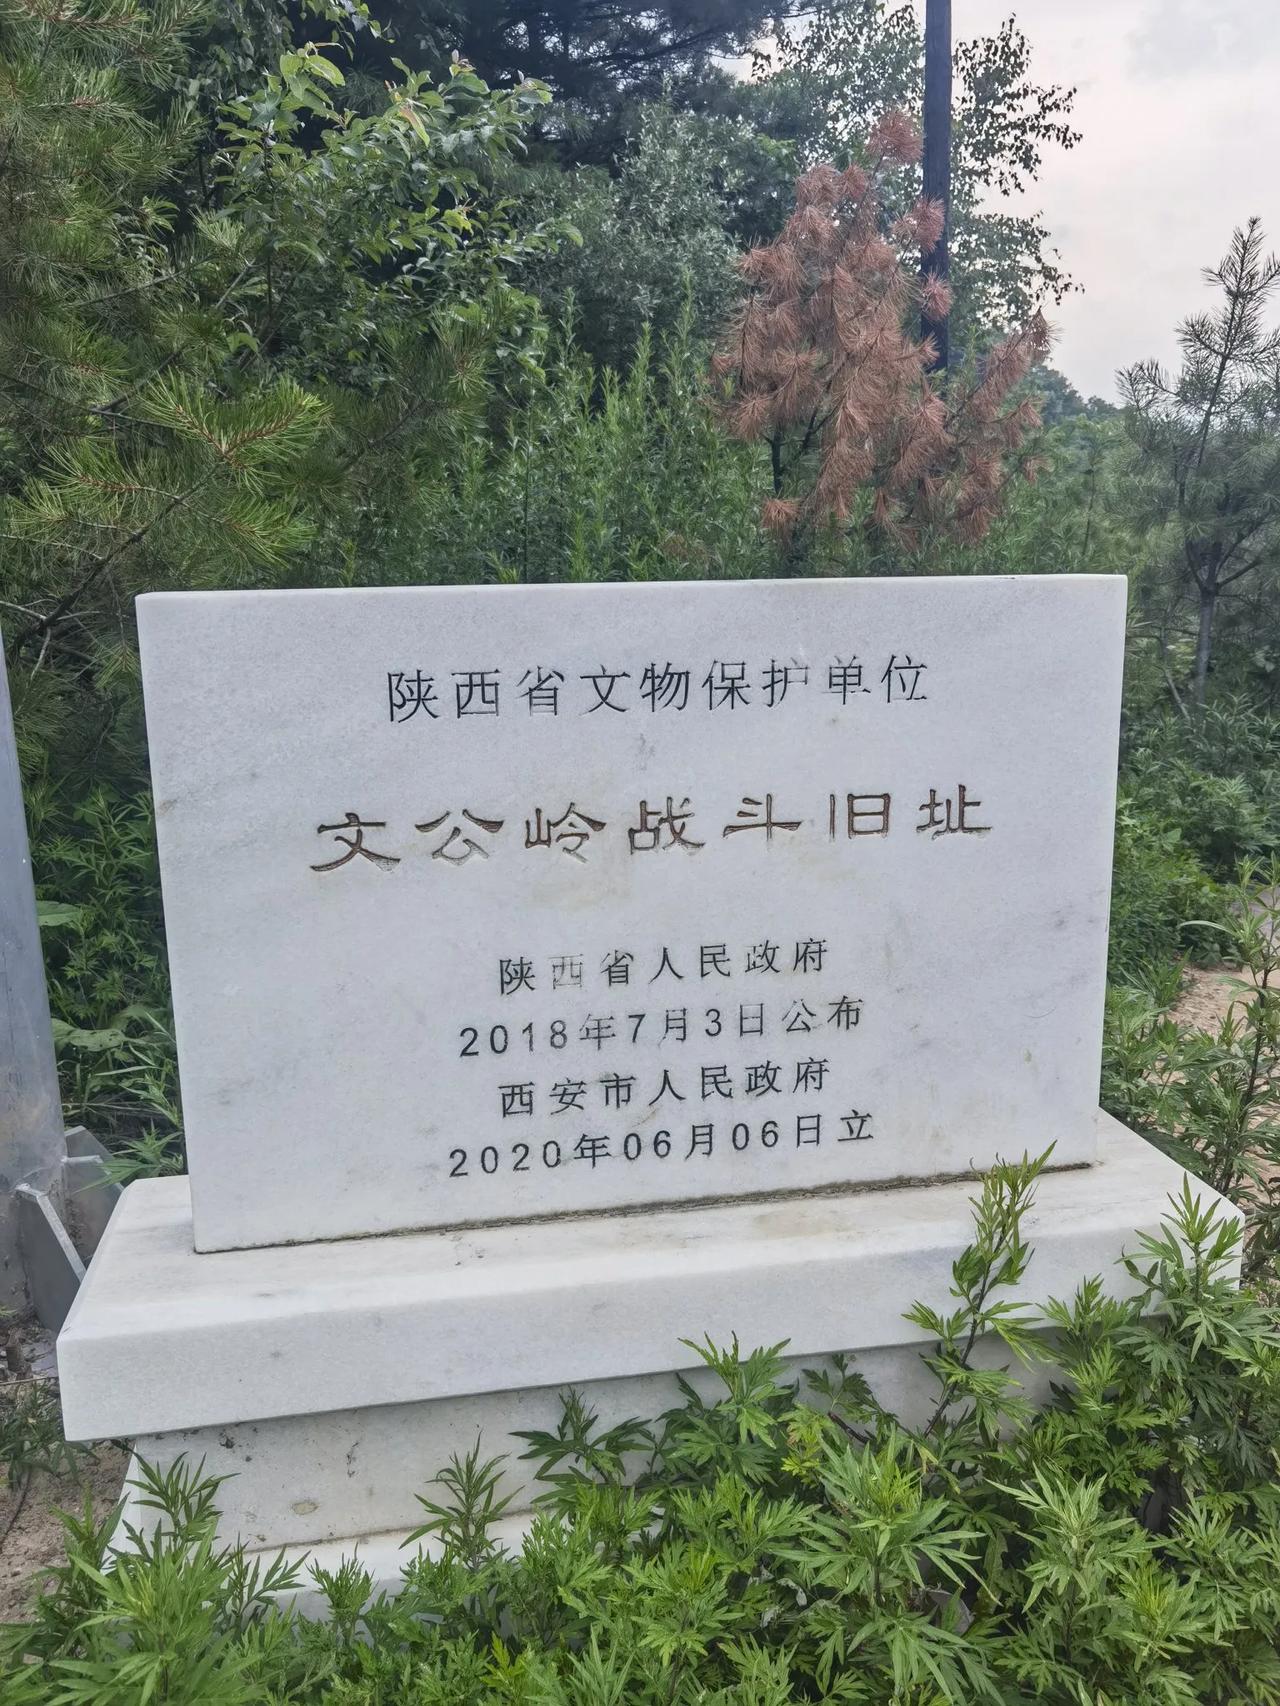 陕西省文物保护单位
文公岭战斗旧址
陕西省人民政府
2018年7月3日公布
西安市人民政府
2020年06月06日立